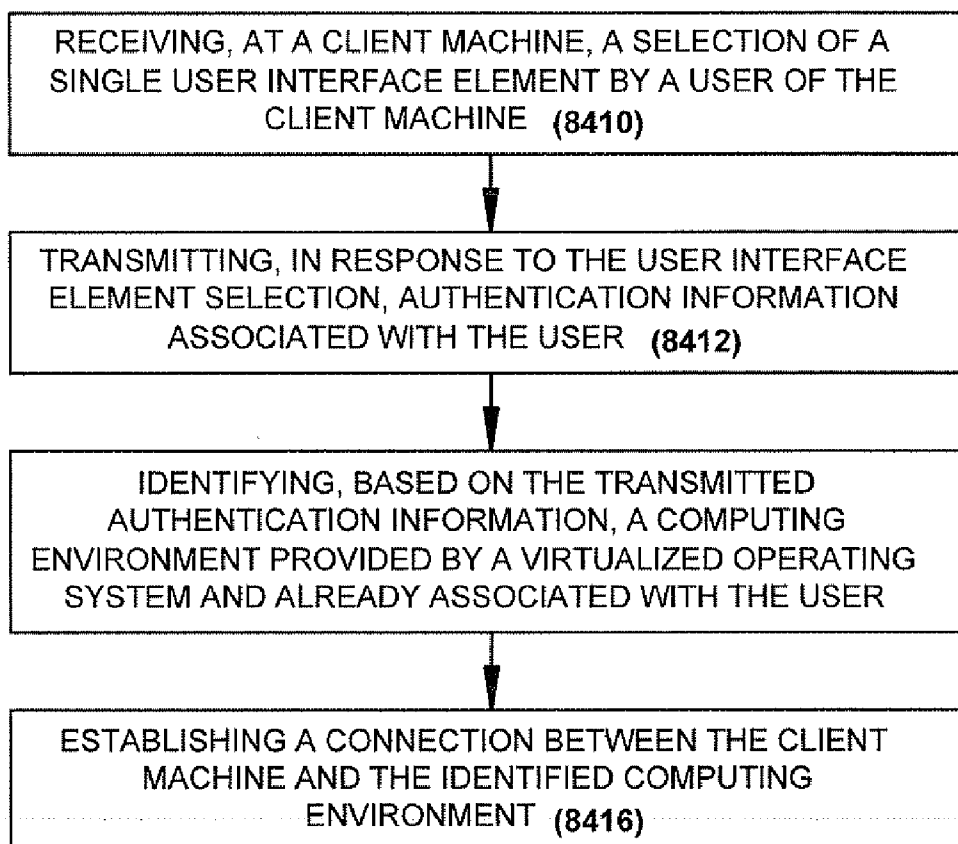 RECEIVING, AT A CLIENT MACHINE, A SELECTION OF A
SINGLE USER INTERFACE ELEMENT BY A USER OF THE
CLIENT MACHINE (8410)
TRANSMITTING, IN RESPONSE TO THE USER INTERFACE
ELEMENT SELECTION, AUTHENTICATION INFORMATION
ASSOCIATED WITH THE USER (8412)
IDENTIFYING, BASED ON THE TRANSMITTED
AUTHENTICATION INFORMATION, A COMPUTING
ENVIRONMENT PROVIDED BY A VIRTUALIZED OPERATING
SYSTEM AND ALREADY ASSOCIATED WITH THE USER
ESTABLISHING A CONNECTION BETWEEN THE CLIENT
MACHINE AND THE IDENTIFIED COMPUTING
ENVIRONMENT (8416)